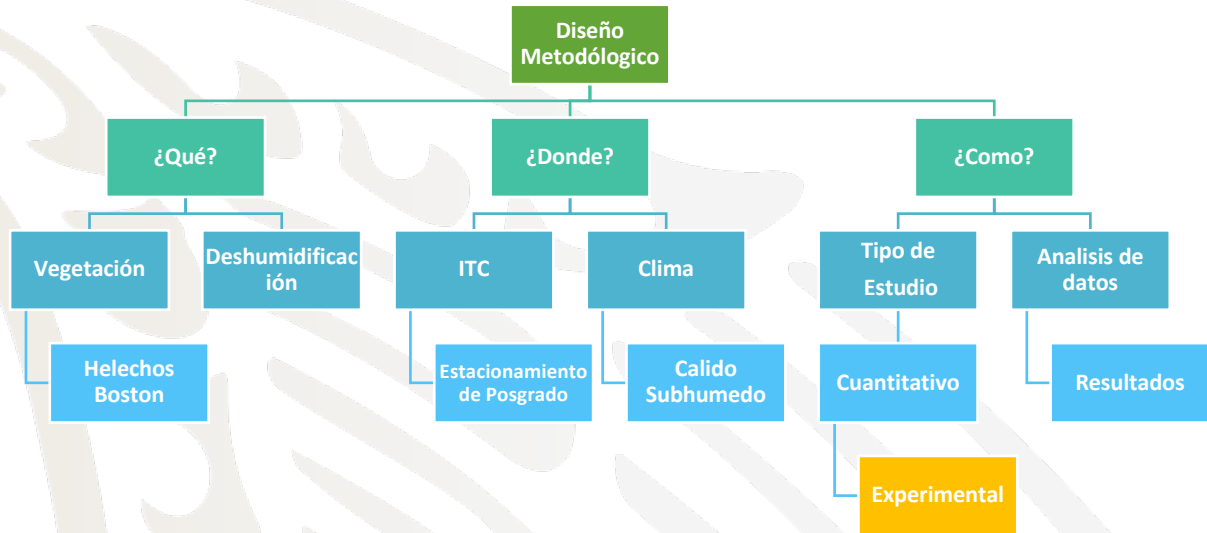 Diseño
Metodólogico
¿Qué?
¿Donde?
¿Como?
Vegetación
Deshumidificac
ión
ITC
Clima
Tipo de
Estudio
Analisis de
datos
Helechos
Boston
Estacionamiento
de Posgrado
Calido
Subhumedo
Cuantitativo
Resultados
Experimental